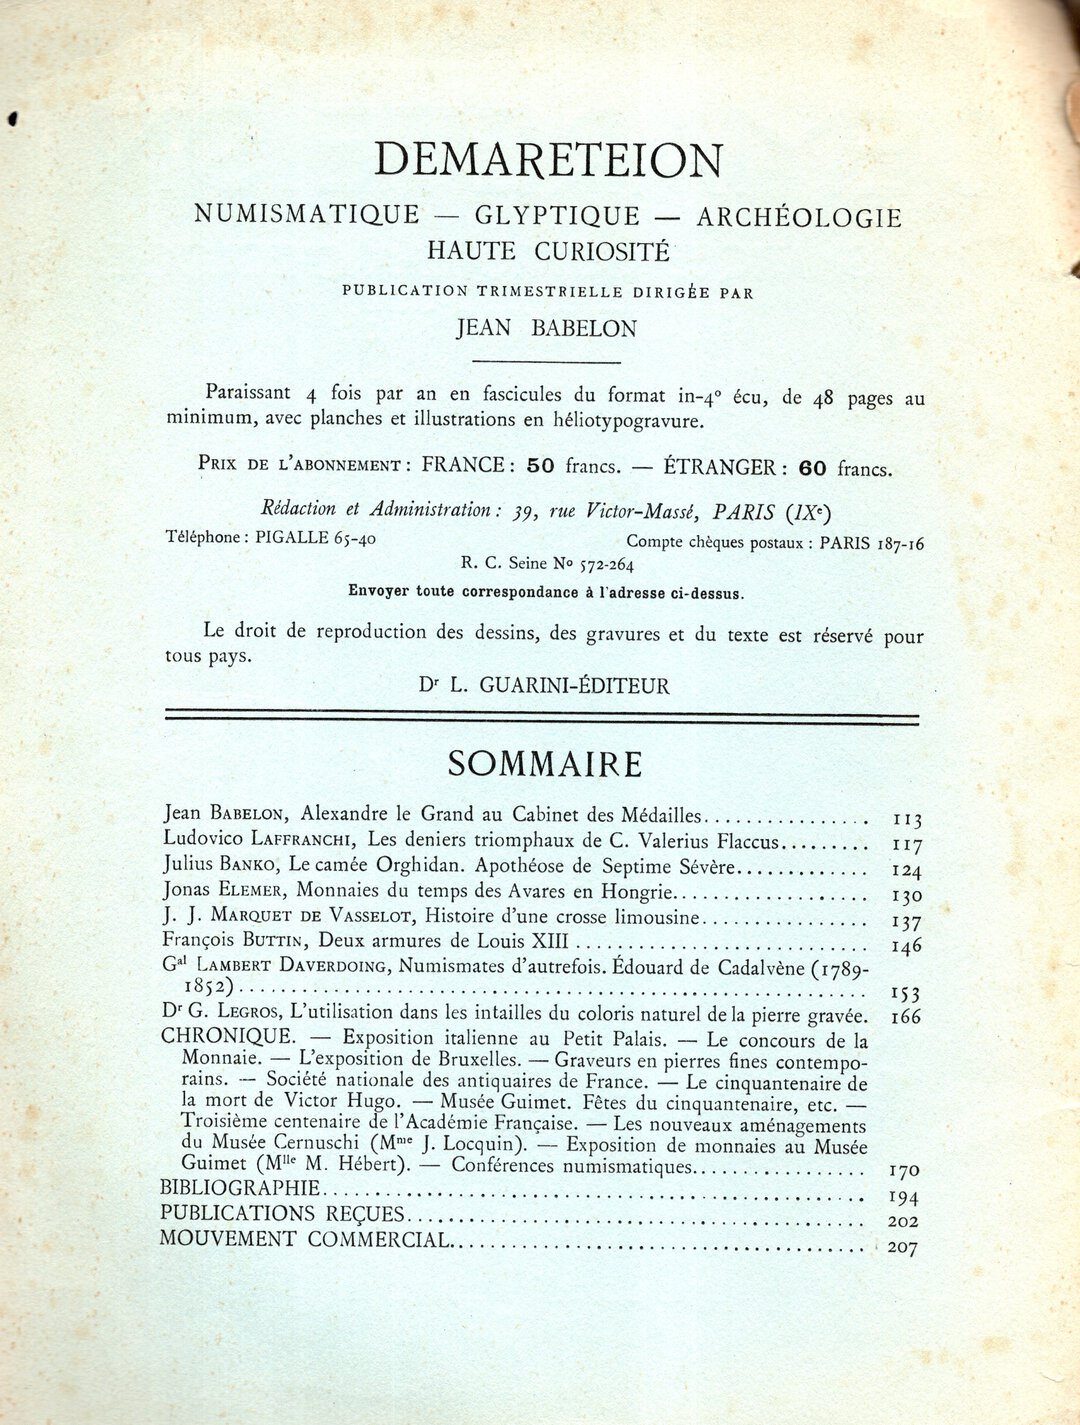 DEMARETEION
NUMISMATIQUE — GLYPTIQUE — ARCHÉOLOGIE
HAUTE CURIOSITÉ
PUBLICATION TRIMESTRIELLE DIRIGÉE PAR
JEAN BABELON
Paraissant 4 fois par an en fascicules du format in-4° écu, de 48 pages au
minimum, avec planches et illustrations en héliotypogravure.
PRIX DE L'ABONNEMENT : FRANCE : 50 francs. — ÉTRANGER : 60 francs.
Rédaction et Administration : 39, rue Victor-Massé, PARIS (IXe)
Téléphone : PIGALLE 65-40 Compte chèques postaux : PARIS 187-16
R. C. Seine No 572-264
Envoyer toute correspondance à l'adresse ci-dessus.
Le droit de reproduction des dessins, des gravures et du texte est réservé pour
tous pays.
Dr L. GUARINI-ÉDITEUR
SOMMAIRE
Jean BABELON, Alexandre le Grand au Cabinet des Médailles................ 113
Ludovico LAFFRANCHI, Les deniers triomphaux de C. Valerius Flaccus......... 117
Julius BANKO, Le camée Orghidan. Apothéose de Septime Sévère............. 124
Jonas ELEMER, Monnaies du temps des Avares en Hongrie................... 130
J. J. MARQUET DE VASSELOT, Histoire d'une crosse limousine................ 137
François BUTTIN, Deux armures de Louis XIII ............................ 146
Gal LAMBERT DAVERDOING, Numismates d'autrefois. Édouard de Cadalvène (1789-
1852)............................................................ 153
Dr G. LEGROS, L'utilisation dans les intailles du coloris naturel de la pierre gravée. 166
CHRONIQUE. — Exposition italienne au Petit Palais. — Le concours de la
Monnaie. — L'exposition de Bruxelles. — Graveurs en pierres fines contempo-
rains. — Société nationale des antiquaires de France. — Le cinquantenaire de
la mort de Victor Hugo. — Musée Guimet. Fêtes du cinquantenaire, etc. —
Troisième centenaire de l'Académie Française. — Les nouveaux aménagements
du Musée Cernuschi (Mme J. Locquin). — Exposition de monnaies au Musée
Guimet (Mlle M. Hébert). — Conférences numismatiques................. 170
BIBLIOGRAPHIE..................................................... 194
PUBLICATIONS REÇUES............................................. 202
MOUVEMENT COMMERCIAL........................................ 207